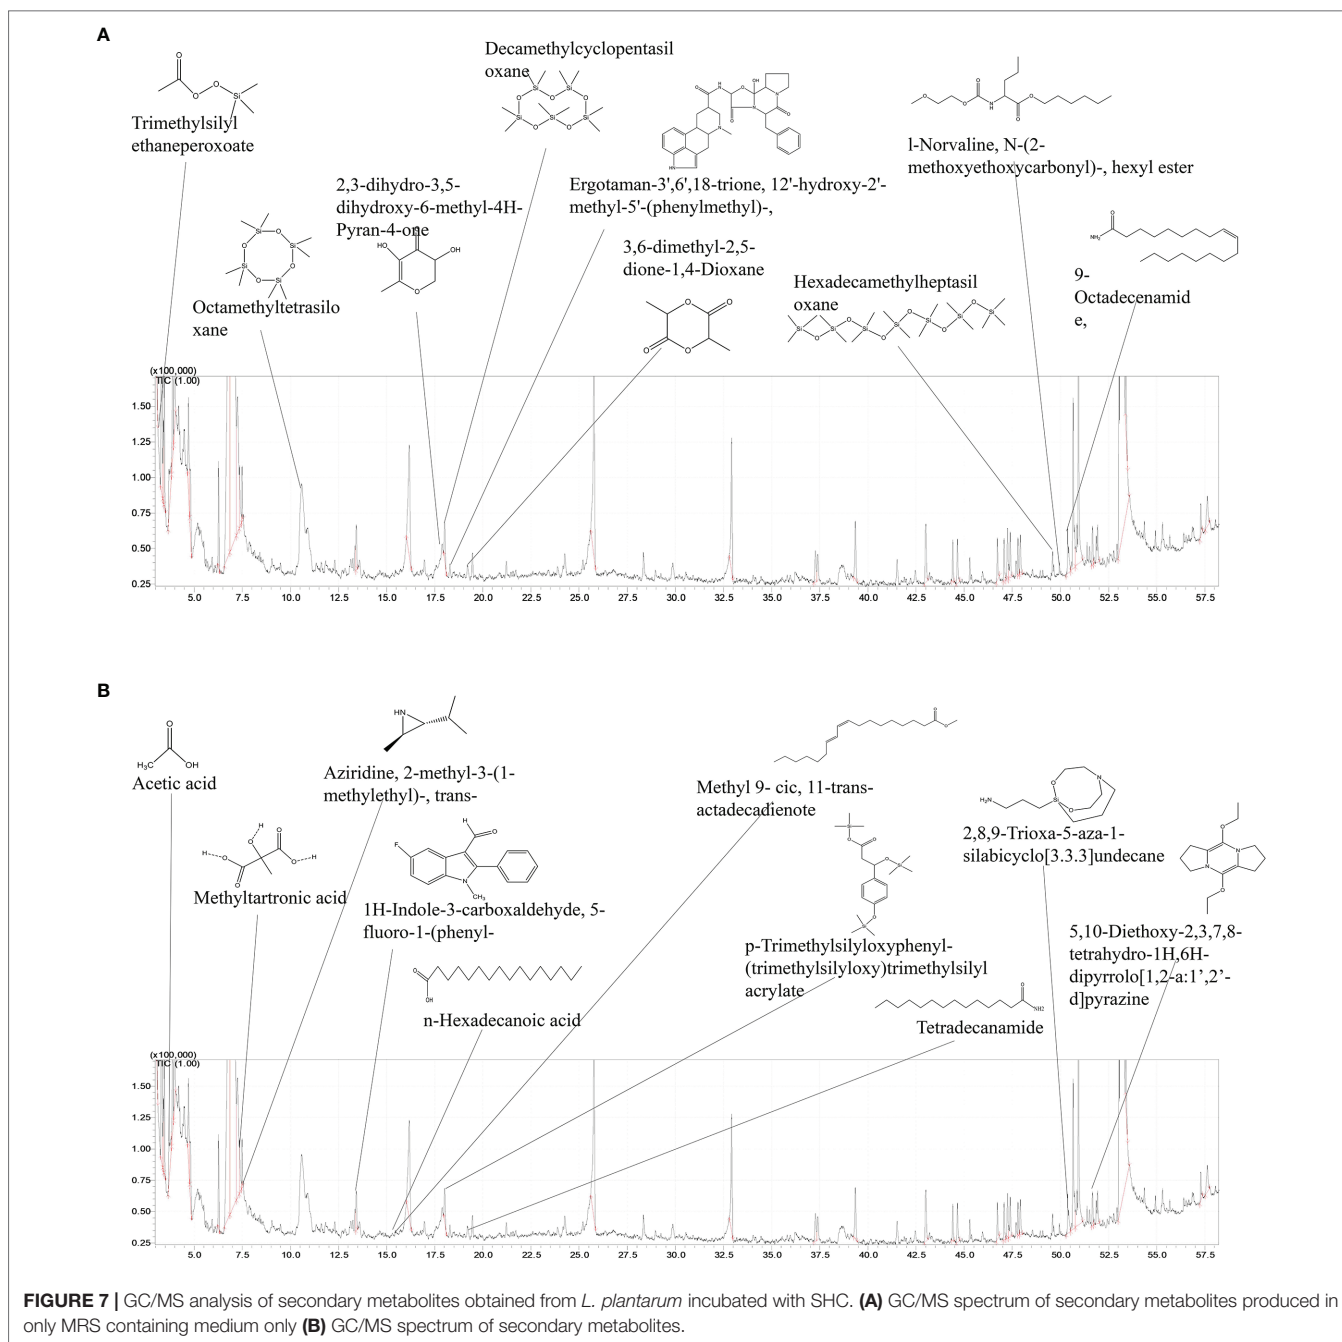 A
Trimethylsilyl
ethaneperoxoate
Octamethyltetrasilo
xane
2,3-dihydro-3,5-
dihydroxy-6-methyl-4H-
Pyran-4-one
Decamethylcyclopentasil
oxane
Ergotaman-3',6',18-trione, 12'-hydroxy-2'-
methyl-5'-(phenylmethyl)-,
3,6-dimethyl-2,5-
dione-1,4-Dioxane
Hexadecamethylheptasil
oxane
l-Norvaline, N-(2-
methoxyethoxycarbonyl)-, hexyl ester
9-
Octadecenamid
e,
(x100,000)
TIC (1.00)
1.50
1.25
1.00
0.75
0.50
0.25
5.0 7.5 10.0 12.5 15.0 17.5 20.0 22.5 25.0 27.5 30.0 32.5 35.0 37.5 40.0 42.5 45.0 47.5 50.0 52.5 55.0 57.5
B
Acetic acid
Methyltartronic acid
Aziridine, 2-methyl-3-(1-
methylethyl)-, trans-
1H-Indole-3-carboxaldehyde, 5-
fluoro-1-(phenyl-
n-Hexadecanoic acid
Methyl 9- cic, 11-trans-
actadecadienote
p-Trimethylsilyloxyphenyl-
(trimethylsilyloxy)trimethylsilyl
acrylate
Tetradecanamide
2,8,9-Trioxa-5-aza-1-
silabicyclo[3.3.3]undecane
5,10-Diethoxy-2,3,7,8-
tetrahydro-1H,6H-
dipyrrolo[1,2-a:1',2'-
d]pyrazine
(x100,000)
TIC (1.00)
1.50
1.25
1.00
0.75
0.50
0.25
5.0 7.5 10.0 12.5 15.0 17.5 20.0 22.5 25.0 27.5 30.0 32.5 35.0 37.5 40.0 42.5 45.0 47.5 50.0 52.5 55.0 57.5
FIGURE 7 | GC/MS analysis of secondary metabolites obtained from L. plantarum incubated with SHC. (A) GC/MS spectrum of secondary metabolites produced in
only MRS containing medium only (B) GC/MS spectrum of secondary metabolites.